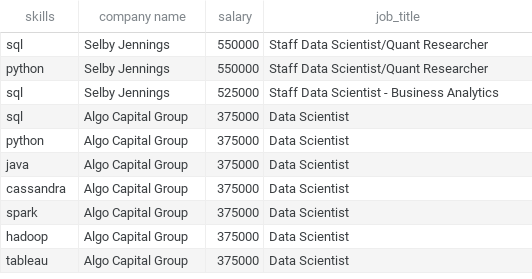 skills company name salary job_title
sql Selby Jennings 550000 Staff Data Scientist/Quant Researcher
python Selby Jennings 550000 Staff Data Scientist/Quant Researcher
sql Selby Jennings 525000 Staff Data Scientist - Business Analytics
sql Algo Capital Group 375000 Data Scientist
python Algo Capital Group 375000 Data Scientist
java Algo Capital Group 375000 Data Scientist
cassandra Algo Capital Group 375000 Data Scientist
spark Algo Capital Group 375000 Data Scientist
hadoop Algo Capital Group 375000 Data Scientist
tableau Algo Capital Group 375000 Data Scientist